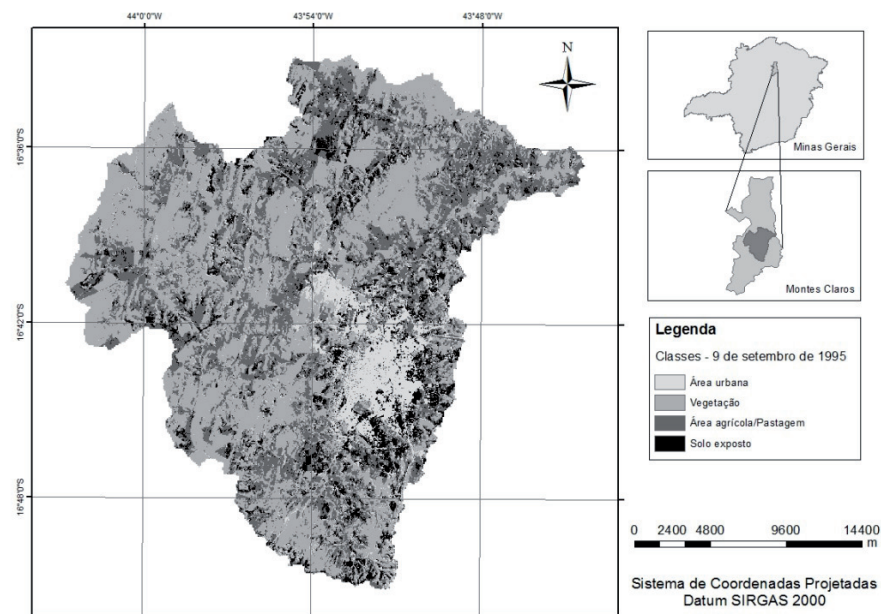 44°0'0"W
43°54'0"W
43°48'0"W
16°36'0"S
16°42'0"S
16°48'0"S
N
Minas Gerais
Montes Claros
Legenda
Classes - 9 de setembro de 1995
Área urbana
Vegetação
Área agrícola/Pastagem
Solo exposto
0 2400 4800 9600 14400
m
Sistema de Coordenadas Projetadas
Datum SIRGAS 2000